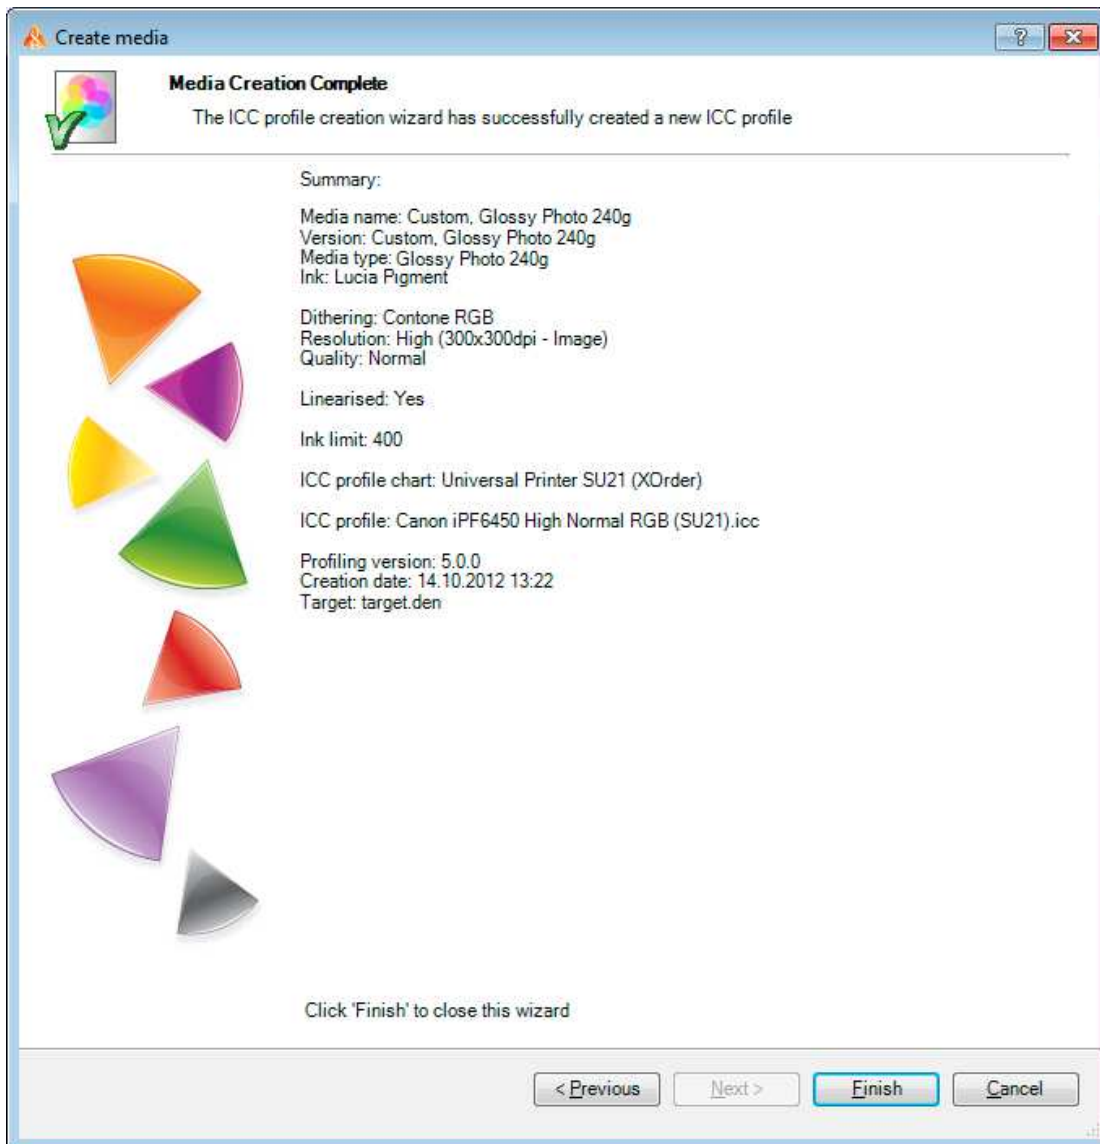 Create media
Media Creation Complete
The ICC profile creation wizard has successfully created a new ICC profile
Summary:
Media name: Custom, Glossy Photo 240g
Version: Custom, Glossy Photo 240g
Media type: Glossy Photo 240g
Ink: Lucia Pigment
Dithering: Contone RGB
Resolution: High (300x300dpi - Image)
Quality: Normal
Linearised: Yes
Ink limit: 400
ICC profile chart: Universal Printer SU21 (XOrder)
ICC profile: Canon iPF6450 High Normal RGB (SU21).icc
Profiling version: 5.0.0
Creation date: 14.10.2012 13:22
Target: target.den
Click 'Finish' to close this wizard
< Previous Next > Finish Cancel